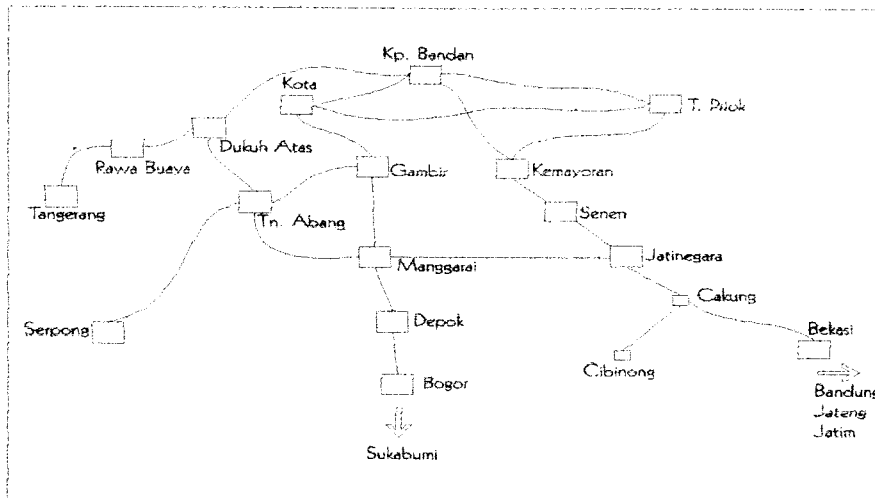 Kp. Bandan
Kota
T. Priok
Dukuh Atas
Rawa Buaya
Gambir
Kemayoran
Tangerang
Tn. Abang
Senen
Manggarai
Jatinegara
Cakung
Serpong
Depok
Bekasi
Cibinong
Bogor
Bandung
Jateng
Jatim
Sukabumi